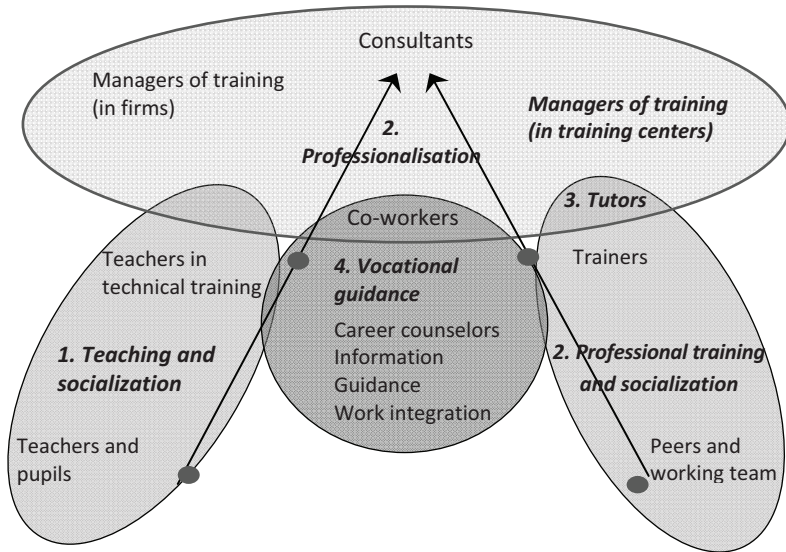 Consultants
Managers of training
(in firms)
Managers of training
(in training centers)
2.
Professionalisation
3. Tutors
Co-workers
Teachers in
technical training
4. Vocational
guidance
Trainers
Career counselors
Information
Guidance
Work integration
1. Teaching and
socialization
2. Professional training
and socialization
Teachers and
pupils
Peers and
working team